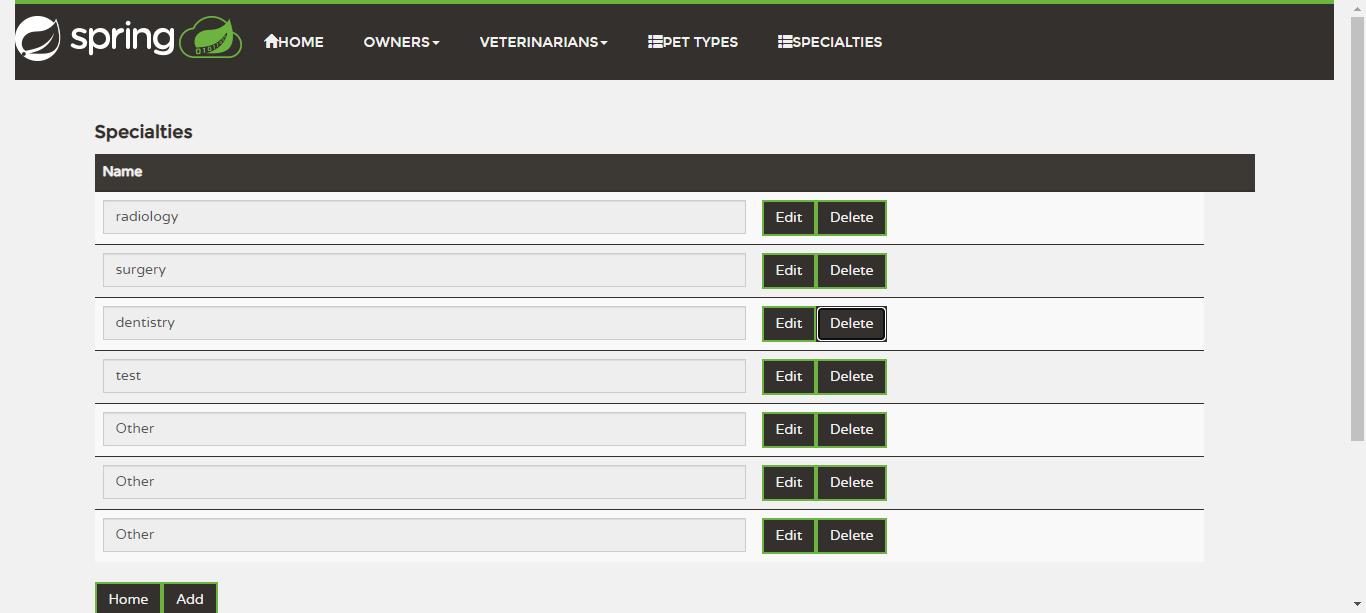 spring HOME OWNERS VETERINARIANS PET TYPES SPECIALTIES
Specialties
Name
radiology Edit Delete
surgery Edit Delete
dentistry Edit Delete
test Edit Delete
Other Edit Delete
Other Edit Delete
Other Edit Delete
Home Add